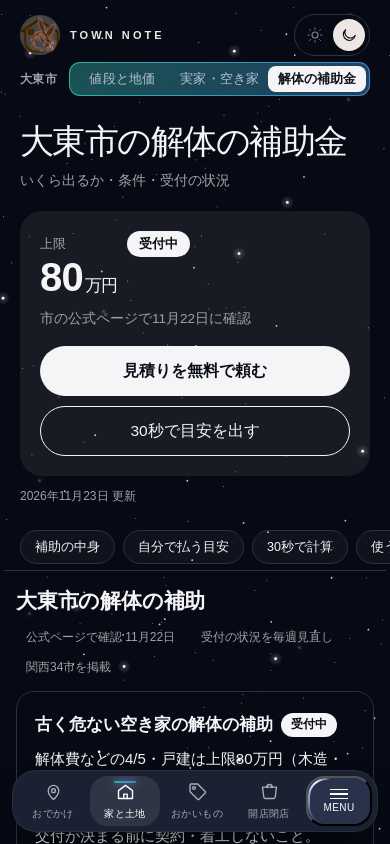 TOWN NOTE
大東市
値段と地価
実家・空き家
解体の補助金
大東市の解体の補助金
いくら出るか・条件・受付の状況
上限
受付中
80万円
市の公式ページで11月22日に確認
見積りを無料で頼む
30秒で目安を出す
2026年11月23日 更新
補助の中身
自分で払う目安
30秒で計算
使う
大東市の解体の補助
公式ページで確認 11月22日
受付の状況を毎週見直し
関西34市を掲載
古く危ない空き家の解体の補助
受付中
解体費などの4/5・戸建は上限80万円（木造・
おでかけ
家と土地
おかいもの
開店閉店
MENU
交付が決まる前に契約・着工しないこと。